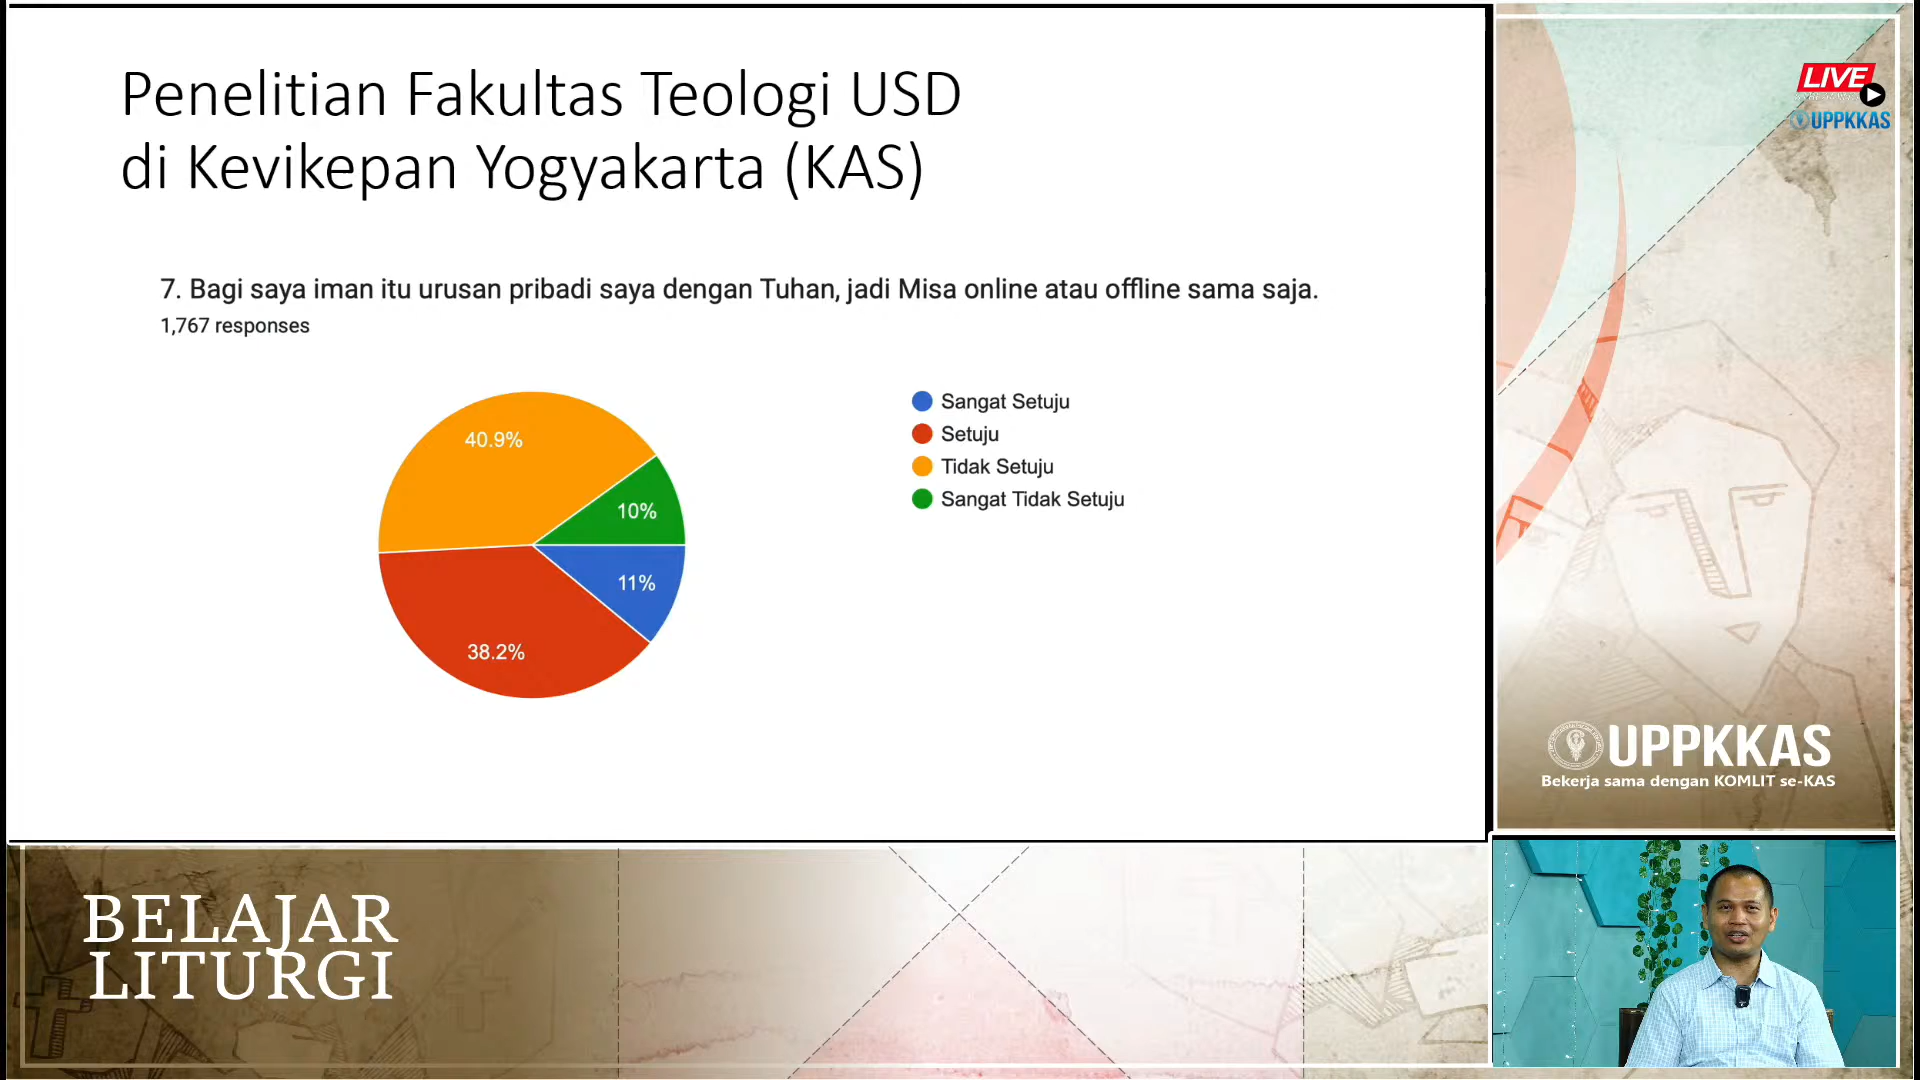 Penelitian Fakultas Teologi USD
di Kevikepan Yogyakarta (KAS)
7. Bagi saya iman itu urusan pribadi saya dengan Tuhan, jadi Misa online atau offline sama saja.
1,767 responses
40.9%
10%
11%
38.2%
Sangat Setuju
Setuju
Tidak Setuju
Sangat Tidak Setuju
LIVE
UPPKKAS
UPPKKAS
Bekerja sama dengan KOMLIT se-KAS
BELAJAR
LITURGI